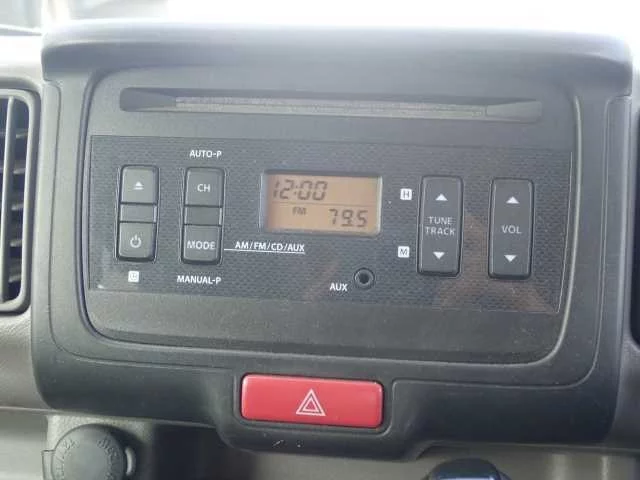 AUTO-P
CH
12:00
FM 79.5
H
TUNE
TRACK
VOL
MODE
AM/FM/CD/AUX
M
MANUAL-P
AUX